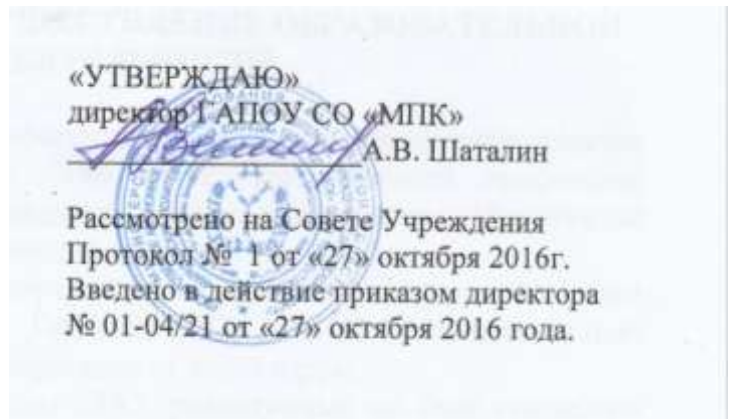 «УТВЕРЖДАЮ»
директор ГАПОУ СО «МПК»
А.В. Шаталин
Рассмотрено на Совете Учреждения
Протокол № 1 от «27» октября 2016г.
Введено в действие приказом директора
№ 01-04/21 от «27» октября 2016 года.